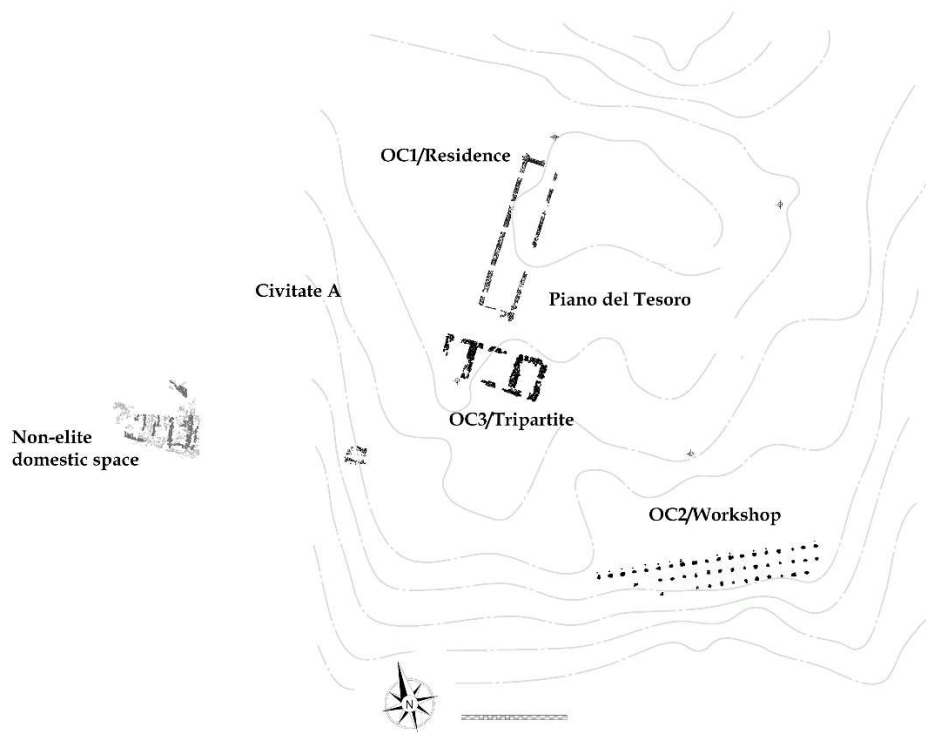 OC1/Residence
Civitate A
Piano del Tesoro
OC3/Tripartite
Non-elite
domestic space
OC2/Workshop
N